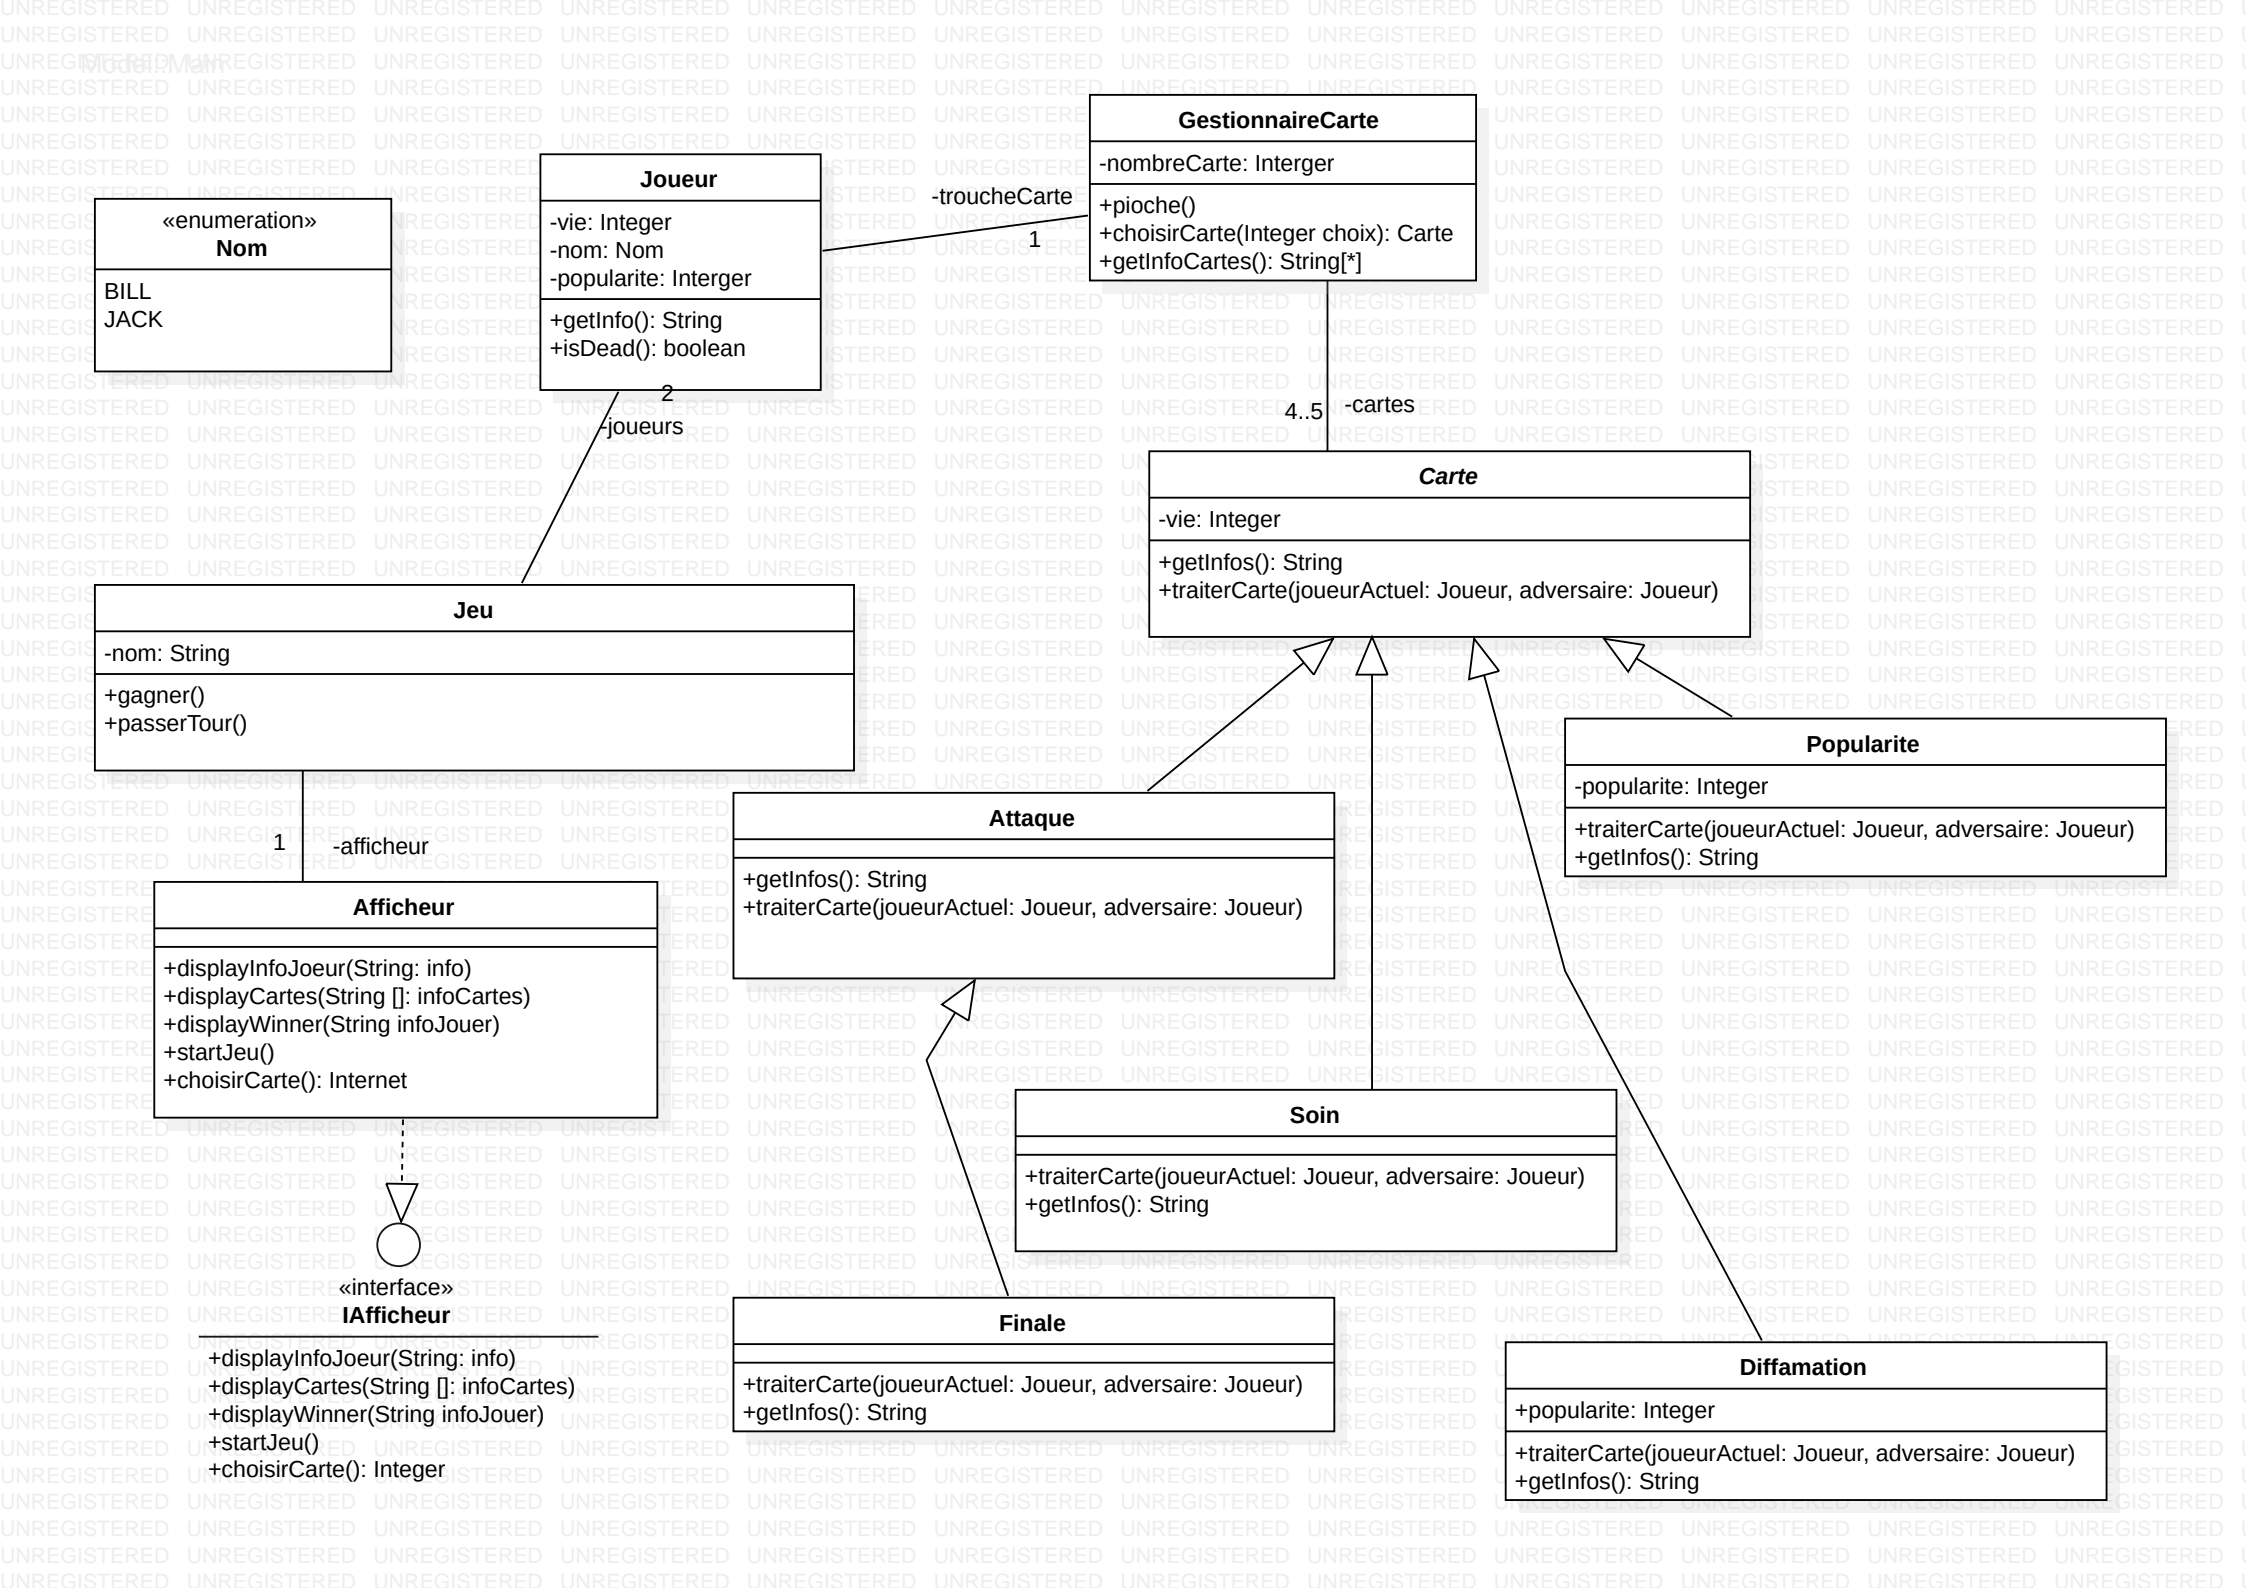 Model::Main
GestionnaireCarte
-nombreCarte: Interger
+pioche()
+choisirCarte(Integer choix): Carte
+getInfoCartes(): String[*]
Joueur
-vie: Integer
-nom: Nom
-popularite: Interger
+getInfo(): String
+isDead(): boolean
-troucheCarte
1
«enumeration»
Nom
BILL
JACK
2
-joueurs
4..5
-cartes
Carte
-vie: Integer
+getInfos(): String
+traiterCarte(joueurActuel: Joueur, adversaire: Joueur)
Jeu
-nom: String
+gagner()
+passerTour()
Popularite
-popularite: Integer
+traiterCarte(joueurActuel: Joueur, adversaire: Joueur)
+getInfos(): String
1
-afficheur
Attaque
+getInfos(): String
+traiterCarte(joueurActuel: Joueur, adversaire: Joueur)
Afficheur
+displayInfoJoeur(String: info)
+displayCartes(String []: infoCartes)
+displayWinner(String infoJouer)
+startJeu()
+choisirCarte(): Internet
Soin
+traiterCarte(joueurActuel: Joueur, adversaire: Joueur)
+getInfos(): String
«interface»
IAfficheur
+displayInfoJoeur(String: info)
+displayCartes(String []: infoCartes)
+displayWinner(String infoJouer)
+startJeu()
+choisirCarte(): Integer
Finale
+traiterCarte(joueurActuel: Joueur, adversaire: Joueur)
+getInfos(): String
Diffamation
+popularite: Integer
+traiterCarte(joueurActuel: Joueur, adversaire: Joueur)
+getInfos(): String
UNREGISTERED